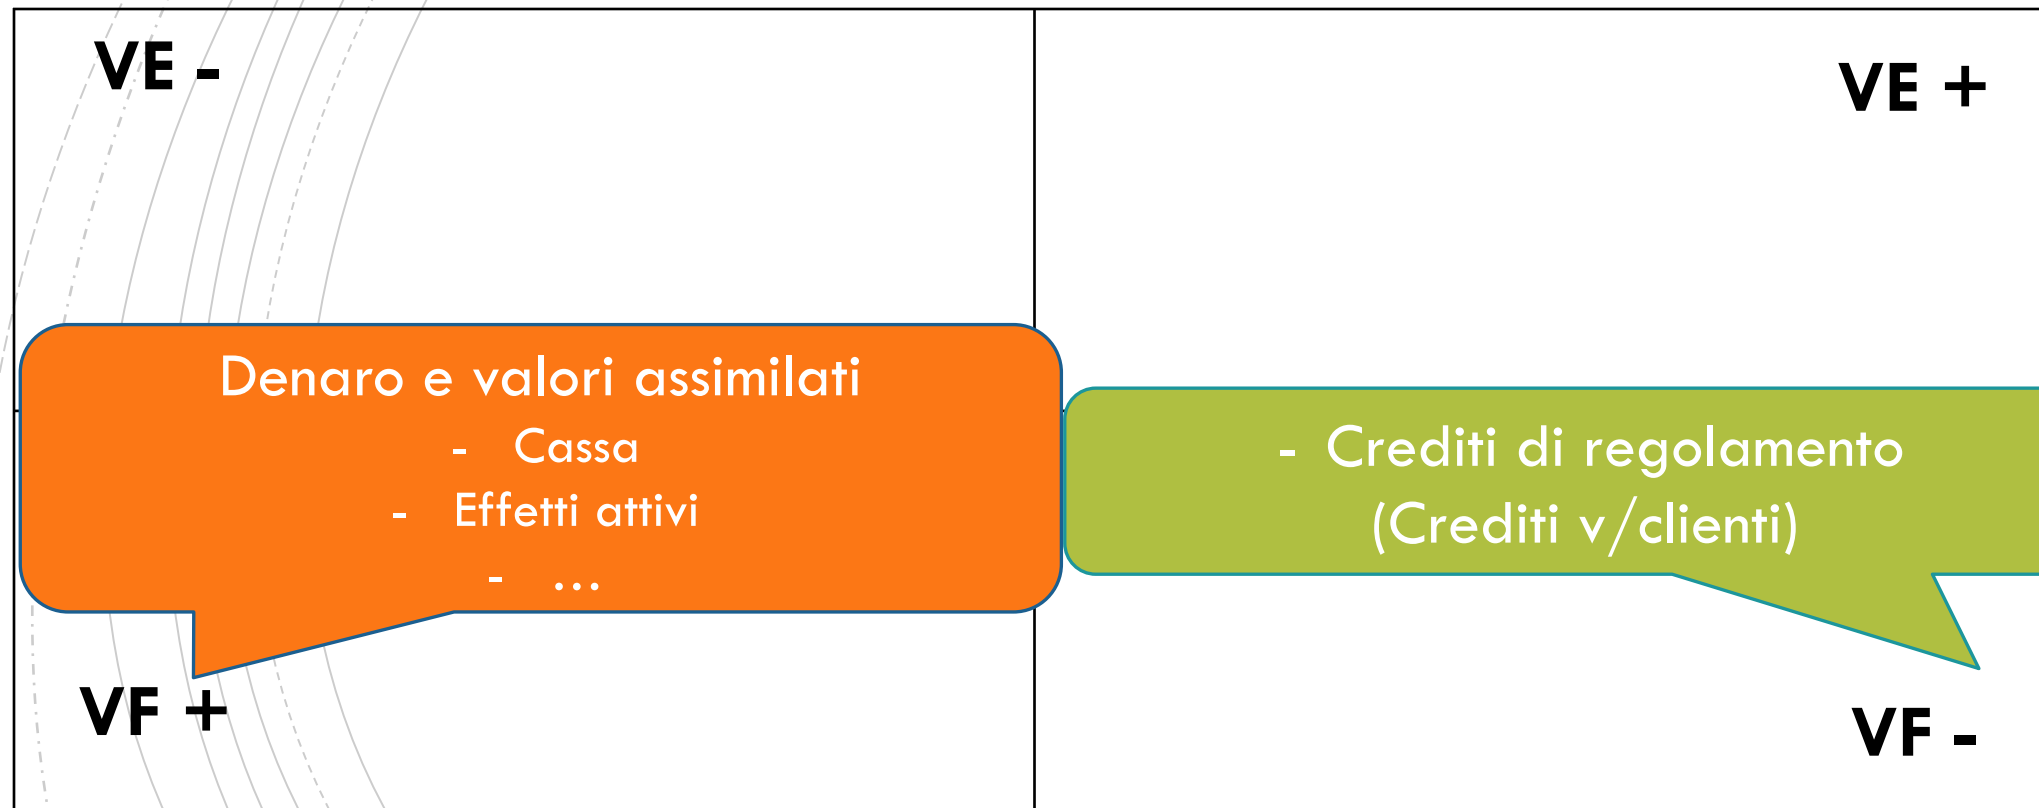 VE -
VE +
Denaro e valori assimilati
- Cassa
- Effetti attivi
- ...
- Crediti di regolamento
(Crediti v/clienti)
VF +
VF -